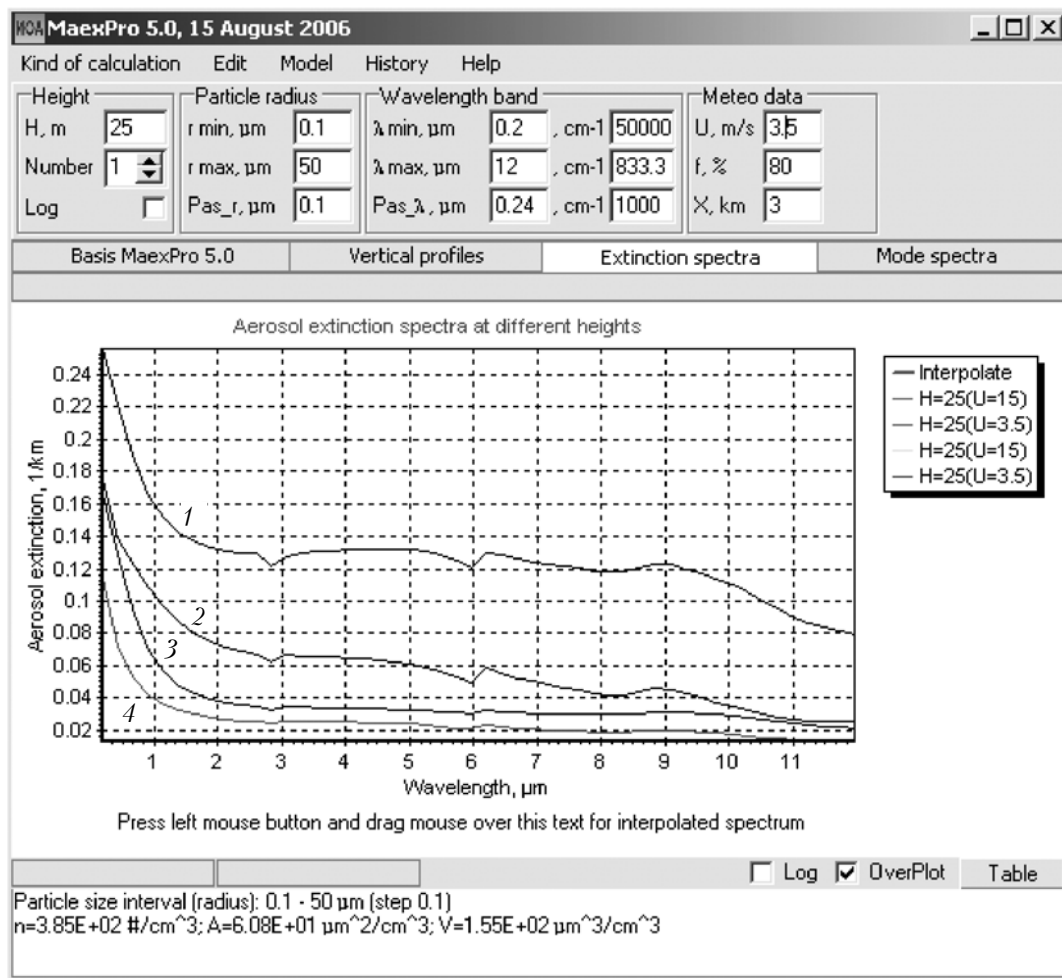 MaexPro 5.0, 15 August 2006
Kind of calculation Edit Model History Help
Height Particle radius Wavelength band Meteo data
H, m 25 r min, µm 0.1 λ min, µm 0.2 , cm-1 50000 U, m/s 3.5
Number 1 r max, µm 50 λ max, µm 12 , cm-1 833.3 f, % 80
Log Pas_r, µm 0.1 Pas_λ, µm 0.24 , cm-1 1000 X, km 3
Basis MaexPro 5.0 Vertical profiles Extinction spectra Mode spectra
Aerosol extinction spectra at different heights
Aerosol extinction, 1/km
0.24
0.22
0.2
0.18
0.16
0.14
0.12
0.1
0.08
0.06
0.04
0.02
1
2
3
4
1 2 3 4 5 6 7 8 9 10 11
Wavelength, µm
Interpolate
H=25(U=15)
H=25(U=3.5)
H=25(U=15)
H=25(U=3.5)
Press left mouse button and drag mouse over this text for interpolated spectrum
Log OverPlot Table
Particle size interval (radius): 0.1 - 50 µm (step 0.1)
n=3.85E+02 #/cm^3; A=6.08E+01 µm^2/cm^3; V=1.55E+02 µm^3/cm^3